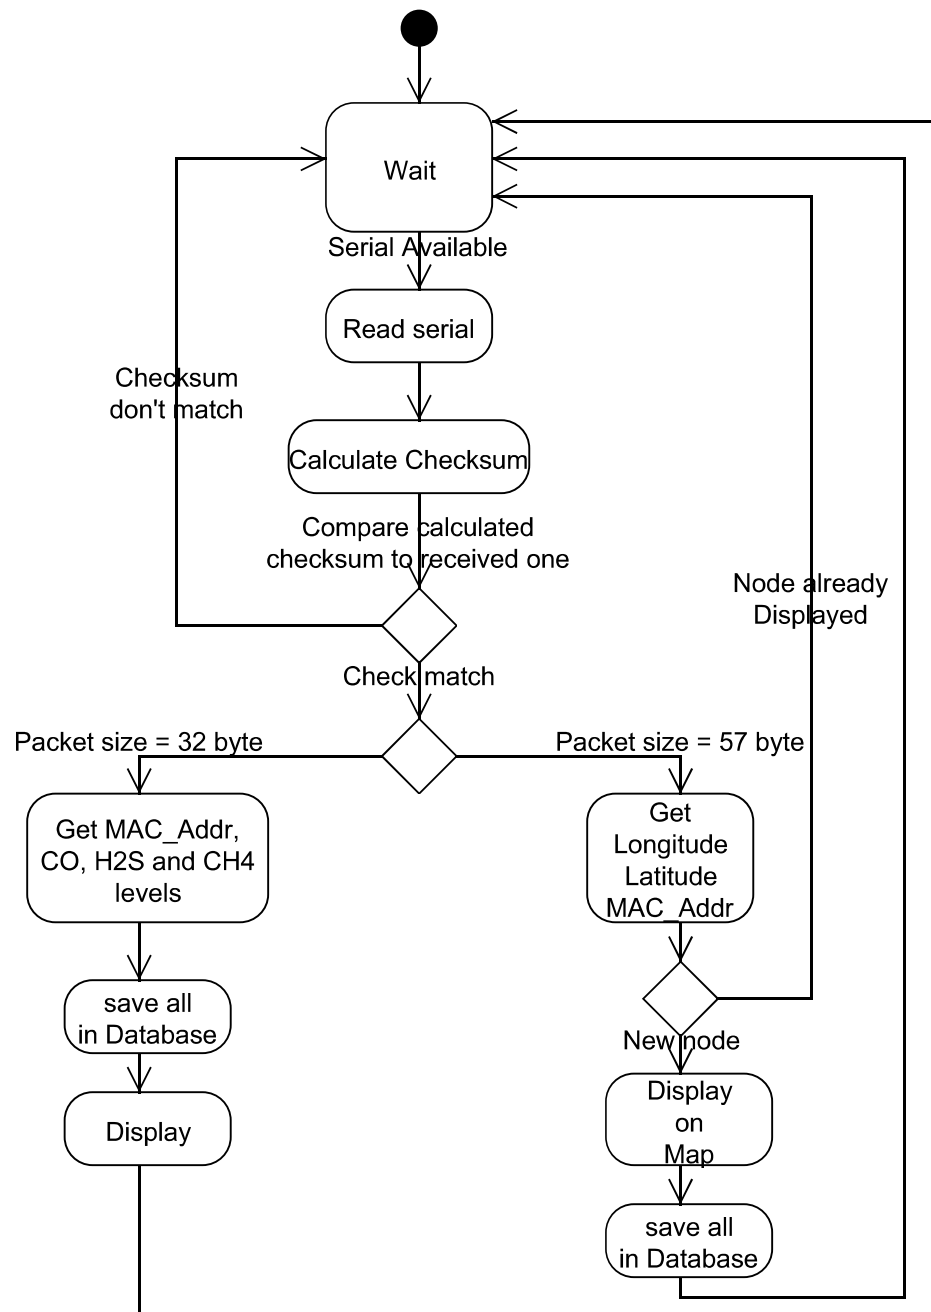 Wait
Serial Available
Read serial
Checksum
don't match
Calculate Checksum
Compare calculated
checksum to received one
Node already
Displayed
Check match
Packet size = 32 byte
Packet size = 57 byte
Get MAC_Addr,
CO, H2S and CH4
levels
Get
Longitude
Latitude
MAC_Addr
save all
in Database
New node
Display
Display
on
Map
save all
in Database